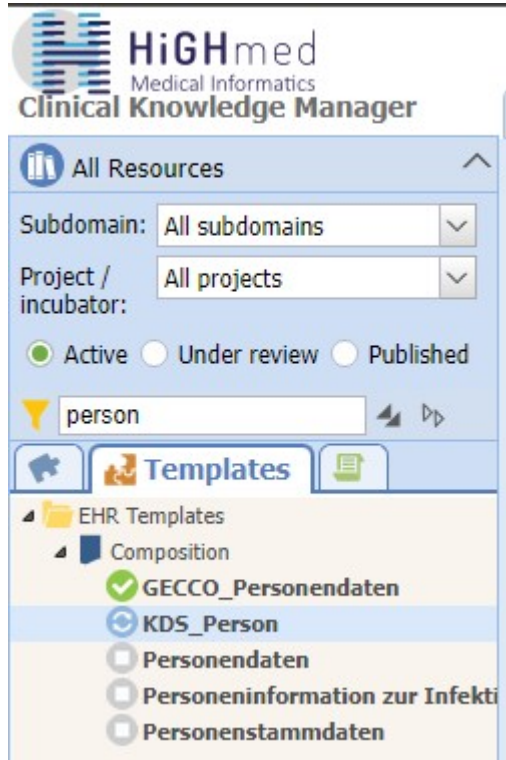 HiGHmed
Medical Informatics
Clinical Knowledge Manager
All Resources
Subdomain: All subdomains
Project / All projects
incubator:
Active Under review Published
person
Templates
EHR Templates
Composition
GECCO_Personendaten
KDS_Person
Personendaten
Personeninformation zur Infekti
Personenstammdaten